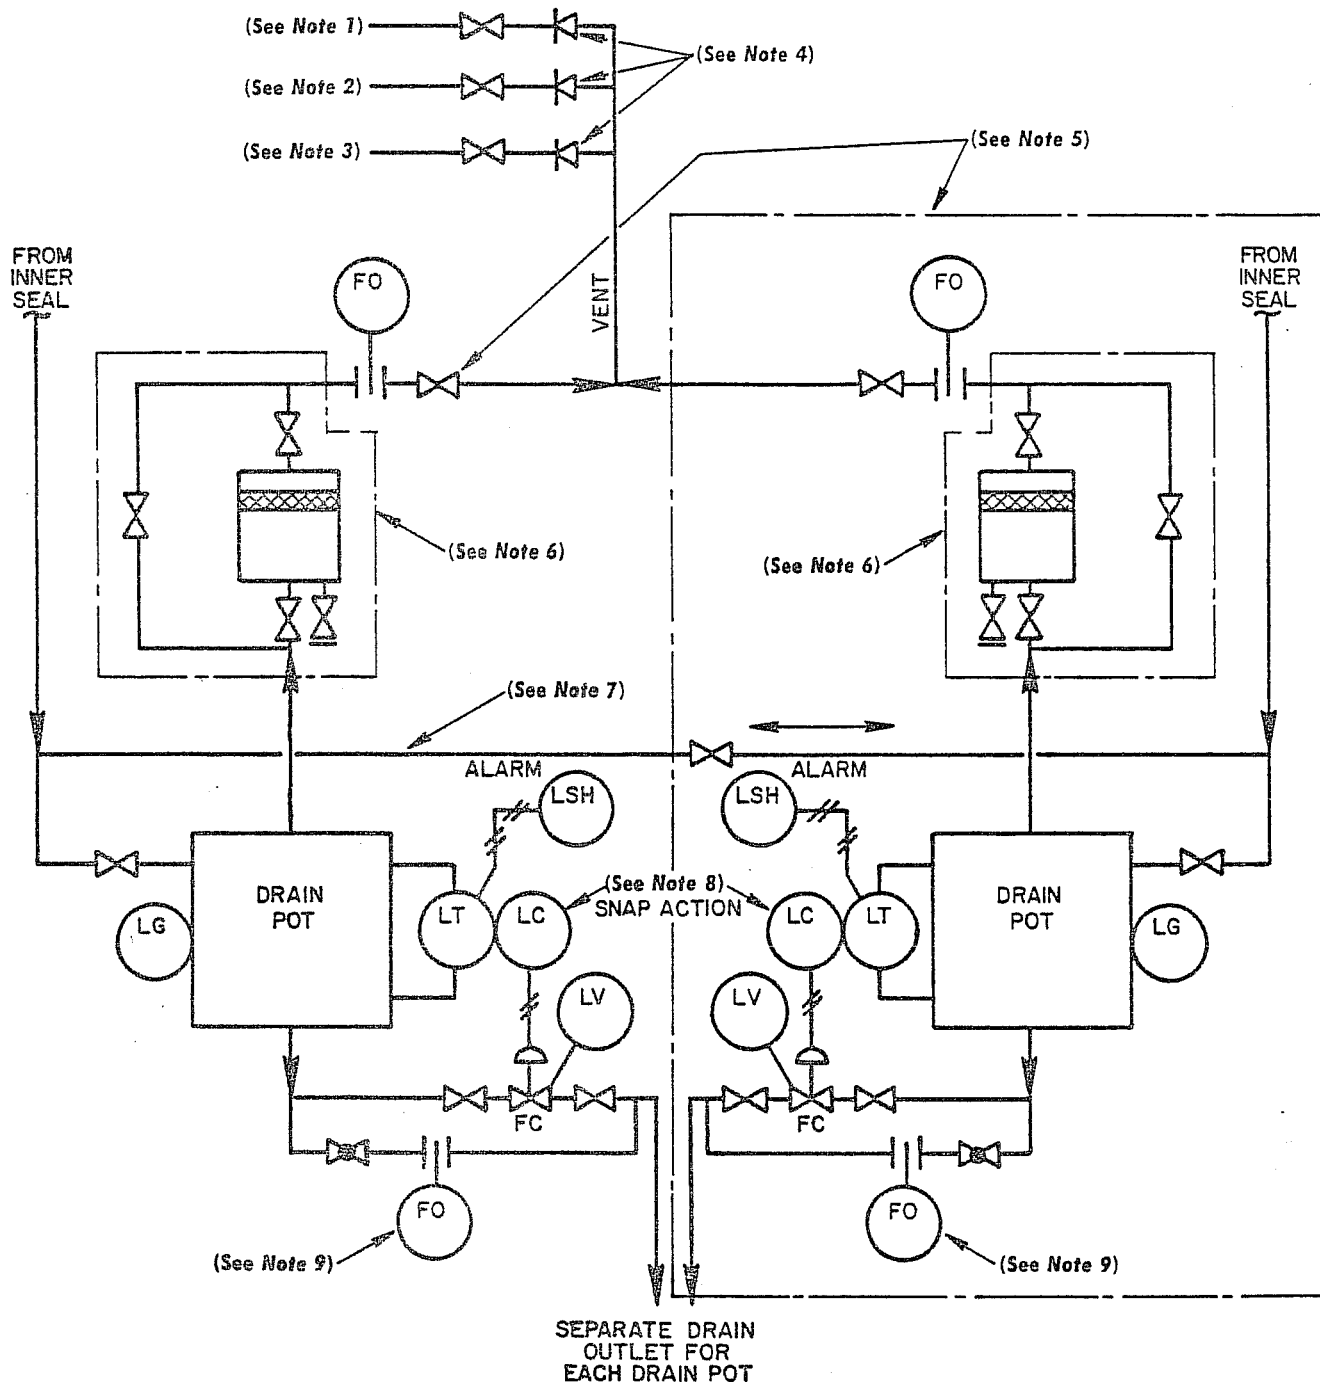 (See Note 1)
(See Note 4)
(See Note 2)
(See Note 3)
(See Note 5)
FROM
INNER
SEAL
FO
VENT
FO
FROM
INNER
SEAL
(See Note 6)
(See Note 6)
(See Note 7)
ALARM
LSH
LSH
ALARM
DRAIN
POT
LG
LT
LC
(See Note 8)
SNAP ACTION
LC
LT
DRAIN
POT
LG
LV
LV
FC
FC
FO
FO
(See Note 9)
(See Note 9)
SEPARATE DRAIN
OUTLET FOR
EACH DRAIN POT